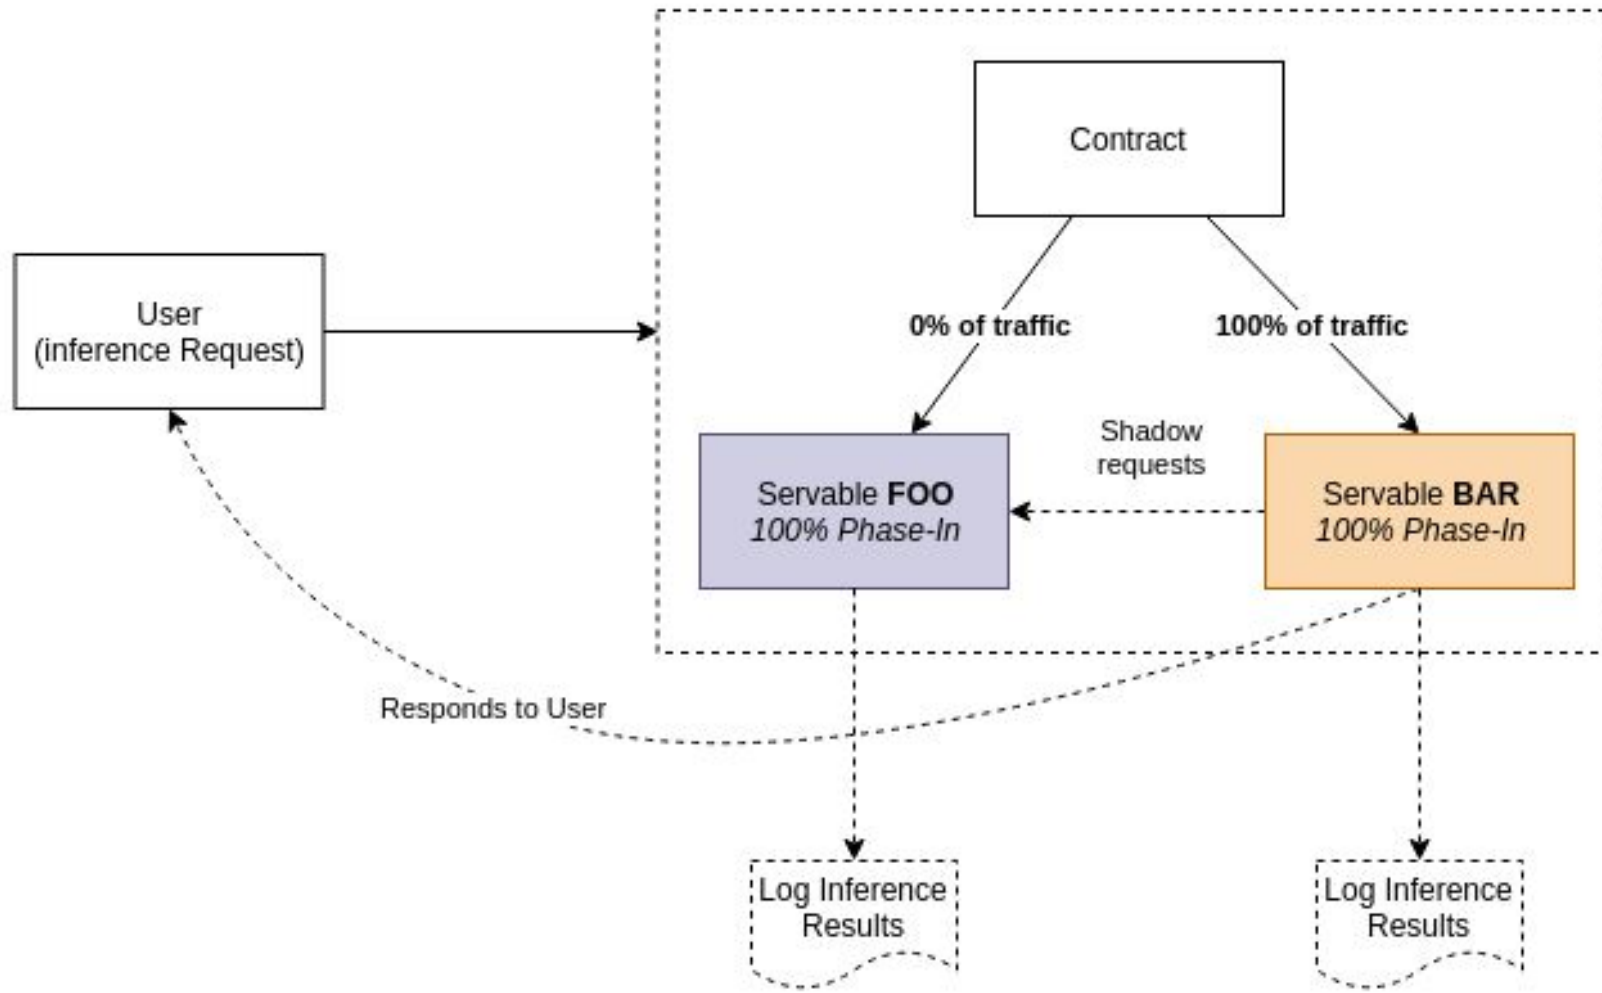 Contract
User
(inference Request)
0% of traffic
100% of traffic
Shadow
requests
Servable FOO
100% Phase-In
Servable BAR
100% Phase-In
Responds to User
Log Inference
Results
Log Inference
Results